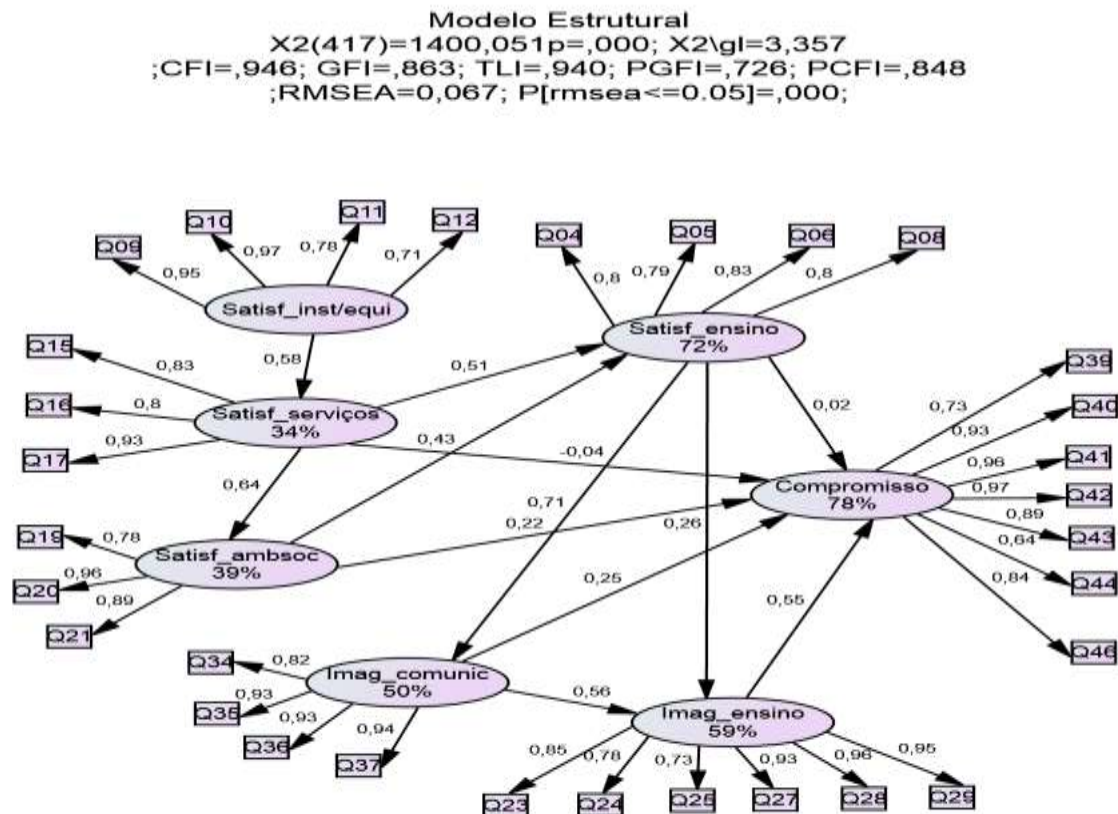 Modelo Estrutural
X2(417)=1400,051p=,000; X2\gl=3,357
;CFI=,946; GFI=,863; TLI=,940; PGFI=,726; PCFI=,848
;RMSEA=0,067; P[rmsea<=0.05]=,000;
Q09
Q10
Q11
Q12
0,95
0,97
0,78
0,71
Satisf_inst/equi
0,58
Q04
Q05
Q06
Q08
0,8
0,79
0,83
0,8
Satisf_ensino
72%
Q15
Q16
Q17
0,83
0,8
0,93
Satisf_serviços
34%
0,51
0,43
-0,04
0,02
0,64
Q19
Q20
Q21
0,78
0,96
0,89
Satisf_ambsoc
39%
0,71
0,22
0,26
0,25
0,55
Compromisso
78%
0,73
0,93
0,96
0,97
0,89
0,64
0,84
Q39
Q40
Q41
Q42
Q43
Q44
Q46
Q34
Q35
Q36
Q37
0,82
0,93
0,93
0,94
Imag_comunic
50%
0,56
Imag_ensino
59%
0,85
0,78
0,73
0,93
0,96
0,95
Q23
Q24
Q25
Q27
Q28
Q29